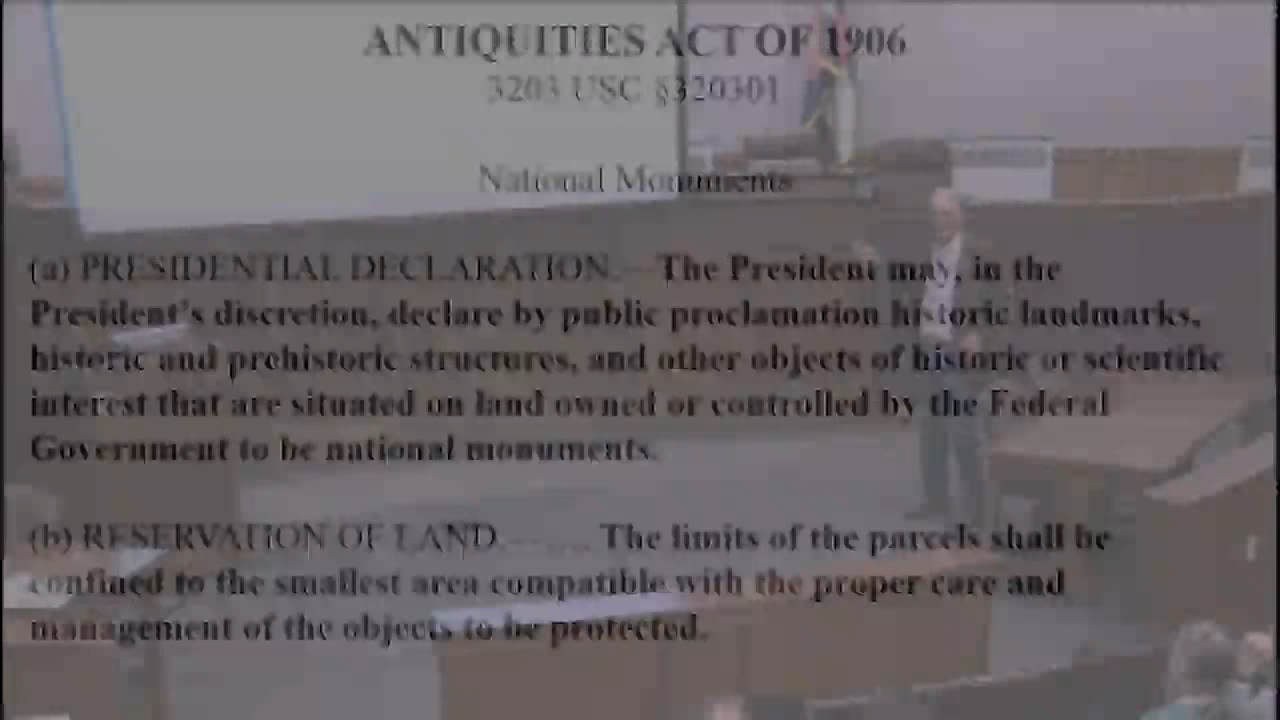 ANTIQUITIES ACT OF 1906
3203 USC §320301
National Monuments
(a) PRESIDENTIAL DECLARATION.—The President may, in the
President's discretion, declare by public proclamation historic landmarks,
historic and prehistoric structures, and other objects of historic or scientific
interest that are situated on land owned or controlled by the Federal
Government to be national monuments.
(b) RESERVATION OF LAND.—.... The limits of the parcels shall be
confined to the smallest area compatible with the proper care and
management of the objects to be protected.